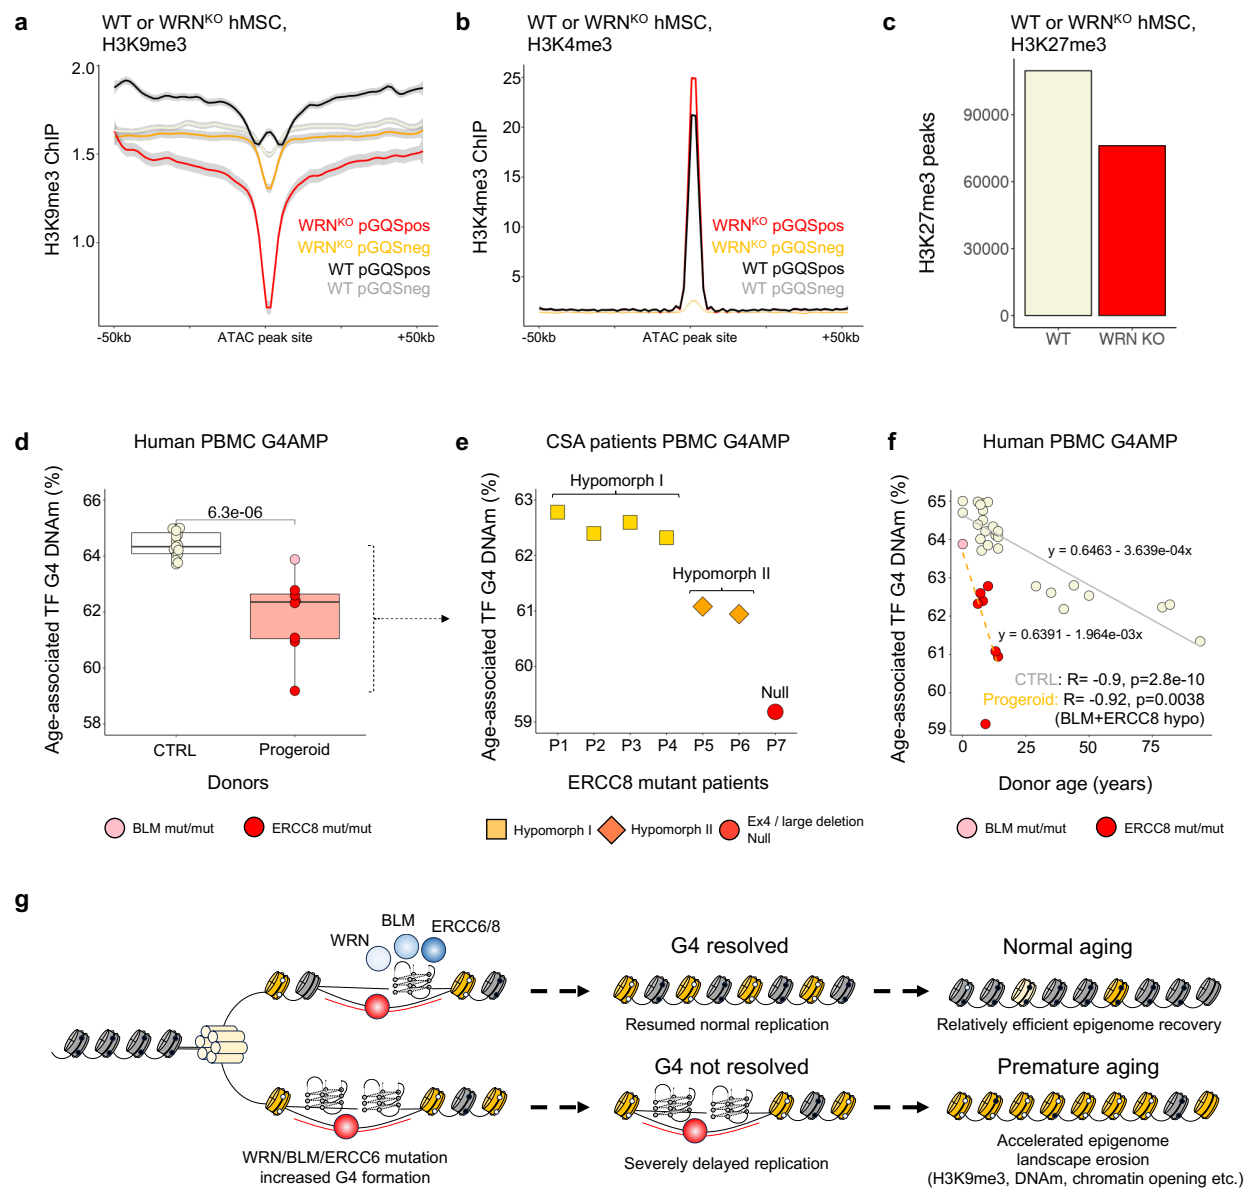 a
WT or WRNKO hMSC,
H3K9me3
H3K9me3 ChIP
2.0
1.5
1.0
WRNKO pGQSpos
WRNKO pGQSneg
WT pGQSpos
WT pGQSneg
-50kb
ATAC peak site
+50kb
b
WT or WRNKO hMSC,
H3K4me3
H3K4me3 ChIP
25
20
15
10
5
WRNKO pGQSpos
WRNKO pGQSneg
WT pGQSpos
WT pGQSneg
-50kb
ATAC peak site
+50kb
c
WT or WRNKO hMSC,
H3K27me3
H3K27me3 peaks
90000
60000
30000
0
WT
WRN KO
d
Human PBMC G4AMP
Age-associated TF G4 DNAm (%)
66
64
62
60
58
6.3e-06
CTRL
Progeroid
Donors
BLM mut/mut
ERCC8 mut/mut
e
CSA patients PBMC G4AMP
Age-associated TF G4 DNAm (%)
63
62
61
60
59
Hypomorph I
Hypomorph II
Null
P1
P2
P3
P4
P5
P6
P7
ERCC8 mutant patients
Hypomorph I
Hypomorph II
Ex4 / large deletion
Null
f
Human PBMC G4AMP
Age-associated TF G4 DNAm (%)
65
64
63
62
61
60
59
y = 0.6463 - 3.639e-04x
y = 0.6391 - 1.964e-03x
CTRL: R= -0.9, p=2.8e-10
Progeroid: R= -0.92, p=0.0038
(BLM+ERCC8 hypo)
0
25
50
75
Donor age (years)
BLM mut/mut
ERCC8 mut/mut
g
WRN
BLM
ERCC6/8
G4 resolved
Resumed normal replication
Normal aging
Relatively efficient epigenome recovery
WRN/BLM/ERCC6 mutation
increased G4 formation
G4 not resolved
Severely delayed replication
Premature aging
Accelerated epigenome
landscape erosion
(H3K9me3, DNAm, chromatin opening etc.)